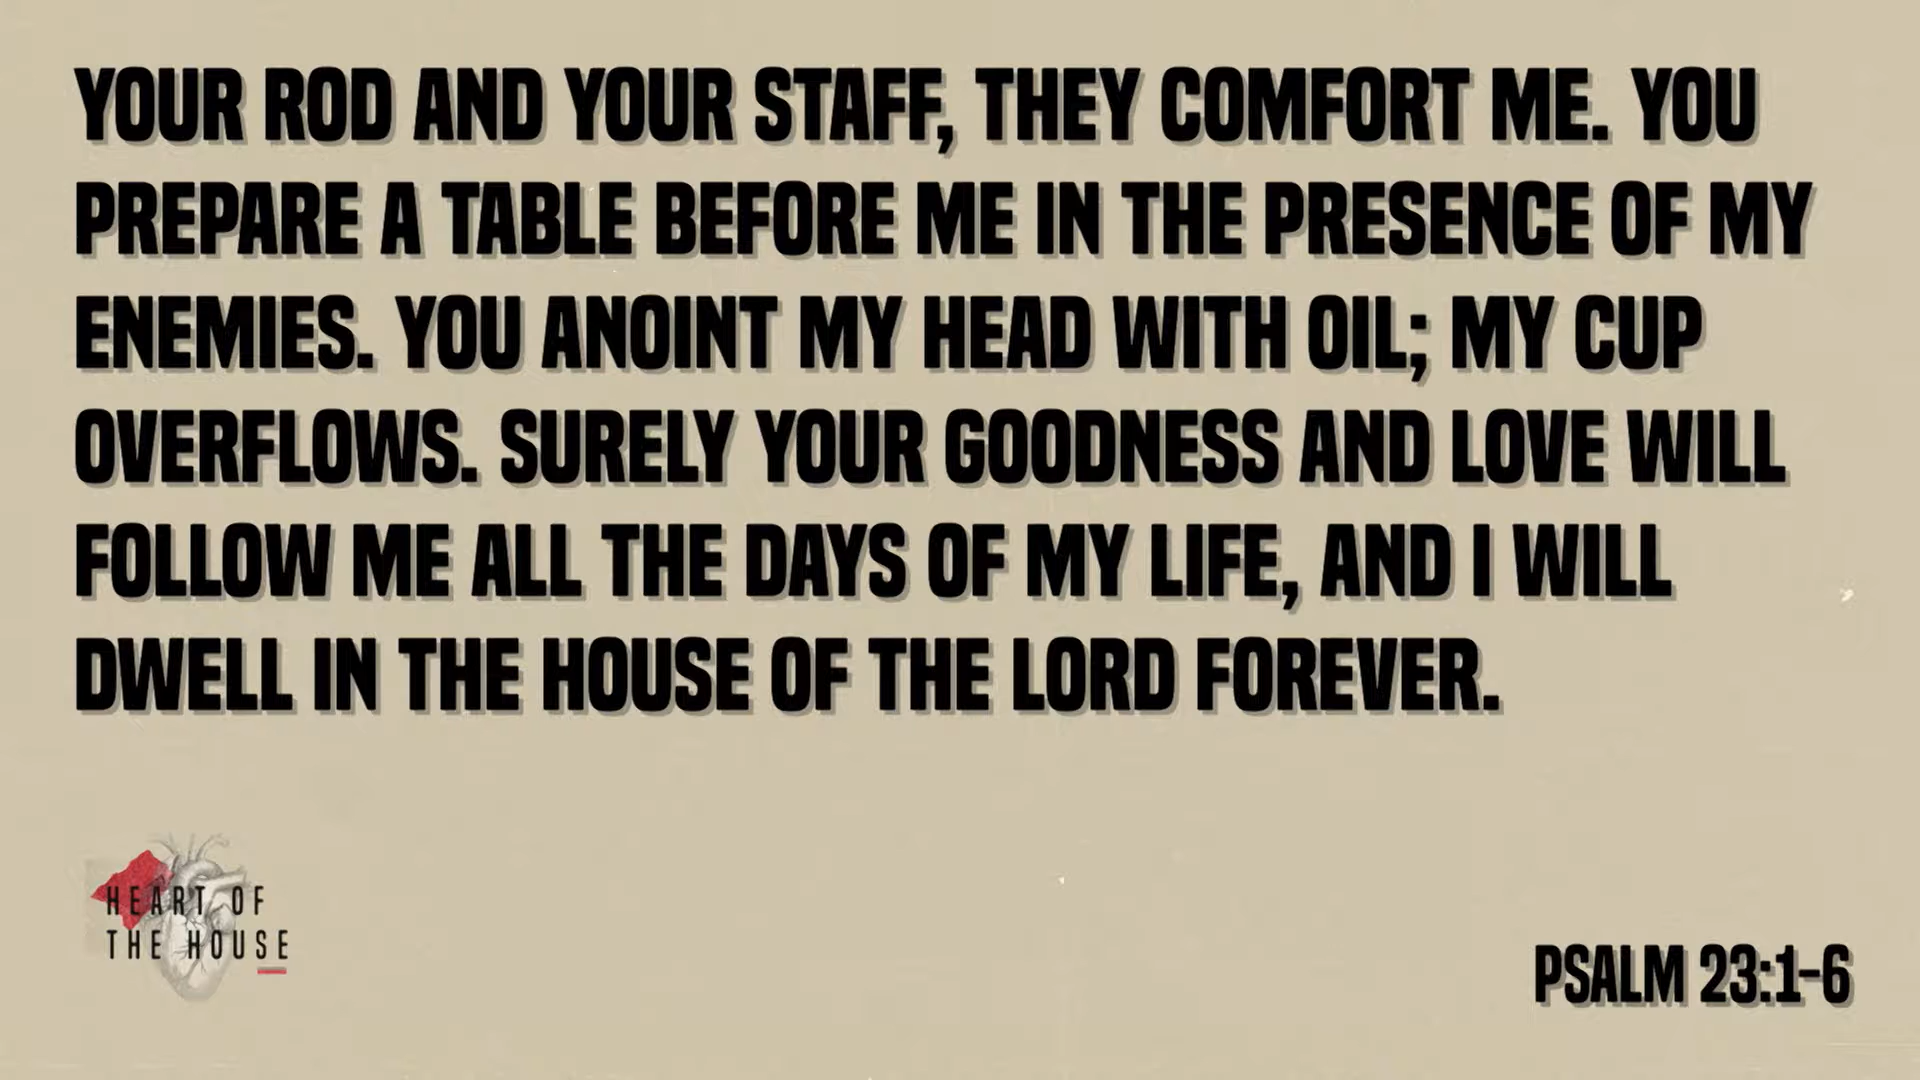 YOUR ROD AND YOUR STAFF, THEY COMFORT ME. YOU
PREPARE A TABLE BEFORE ME IN THE PRESENCE OF MY
ENEMIES. YOU ANOINT MY HEAD WITH OIL; MY CUP
OVERFLOWS. SURELY YOUR GOODNESS AND LOVE WILL
FOLLOW ME ALL THE DAYS OF MY LIFE, AND I WILL
DWELL IN THE HOUSE OF THE LORD FOREVER.
HEART OF
THE HOUSE
PSALM 23:1-6